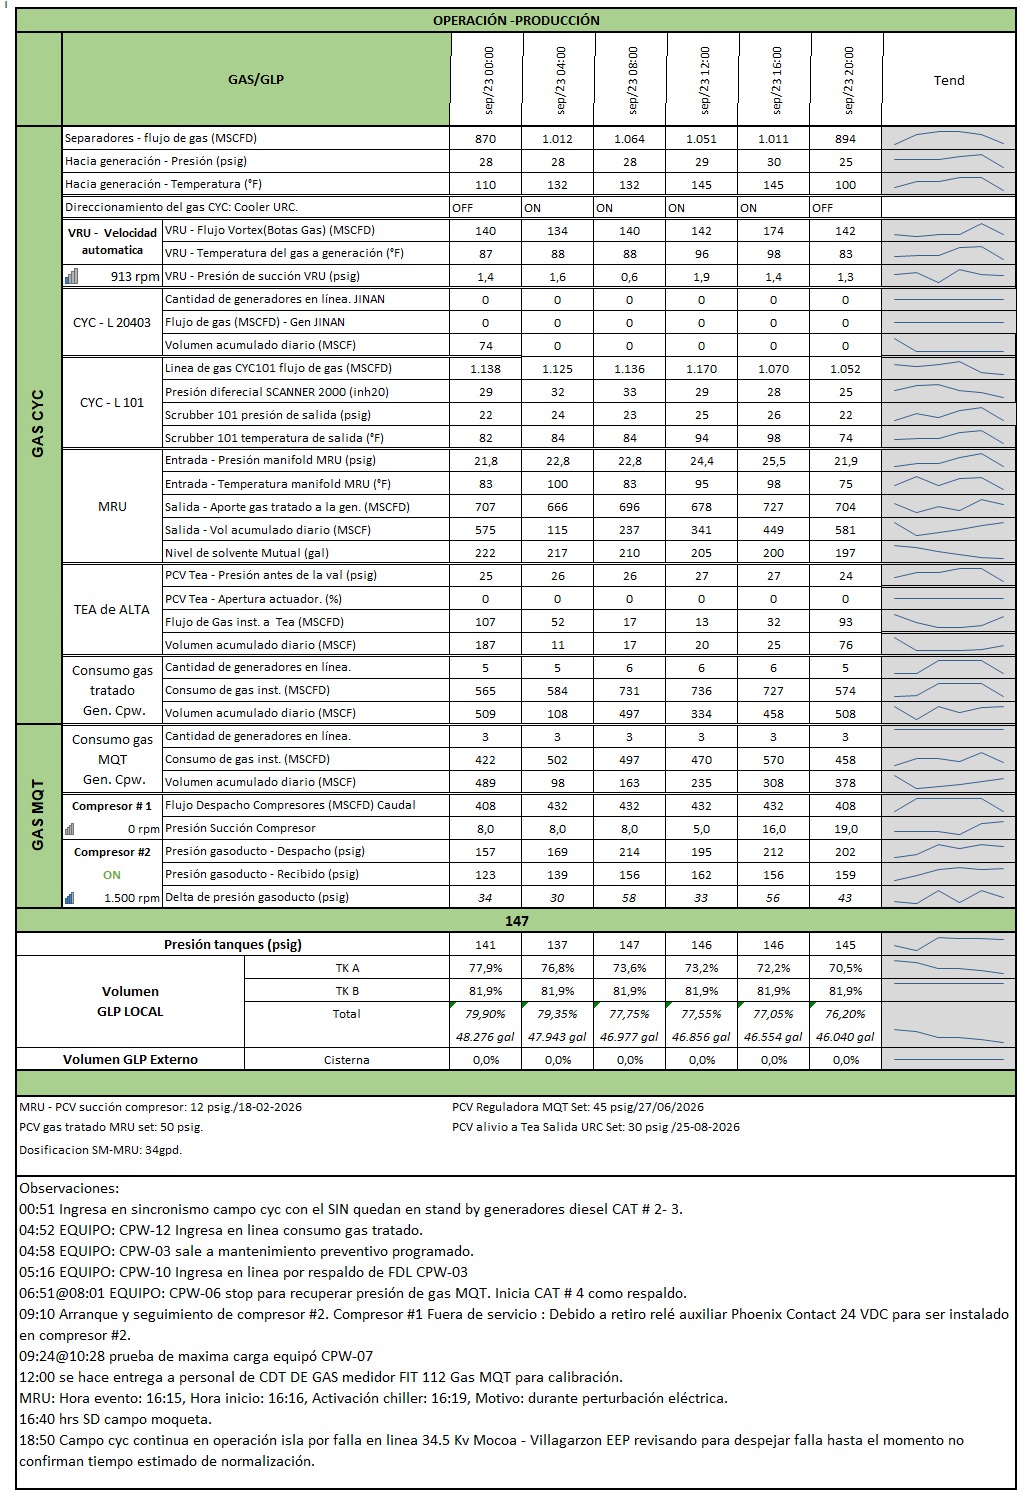 OPERACIÓN -PRODUCCIÓN
GAS/GLP sep/23 00:00 sep/23 04:00 sep/23 08:00 sep/23 12:00 sep/23 16:00 sep/23 20:00 Tend
GAS CYC
Separadores - flujo de gas (MSCFD) 870 1.012 1.064 1.051 1.011 894
Hacia generación - Presión (psig) 28 28 28 29 30 25
Hacia generación - Temperatura (°F) 110 132 132 145 145 100
Direccionamiento del gas CYC: Cooler URC. OFF ON ON ON ON OFF
VRU - Velocidad automatica
VRU - Flujo Vortex(Botas Gas) (MSCFD) 140 134 140 142 174 142
VRU - Temperatura del gas a generación (°F) 87 88 88 96 98 83
913 rpm VRU - Presión de succión VRU (psig) 1,4 1,6 0,6 1,9 1,4 1,3
CYC - L 20403
Cantidad de generadores en línea. JINAN 0 0 0 0 0 0
Flujo de gas (MSCFD) - Gen JINAN 0 0 0 0 0 0
Volumen acumulado diario (MSCF) 74 0 0 0 0 0
CYC - L 101
Linea de gas CYC101 flujo de gas (MSCFD) 1.138 1.125 1.136 1.170 1.070 1.052
Presión diferecial SCANNER 2000 (inh20) 29 32 33 29 28 25
Scrubber 101 presión de salida (psig) 22 24 23 25 26 22
Scrubber 101 temperatura de salida (°F) 82 84 84 94 98 74
MRU
Entrada - Presión manifold MRU (psig) 21,8 22,8 22,8 24,4 25,5 21,9
Entrada - Temperatura manifold MRU (°F) 83 100 83 95 98 75
Salida - Aporte gas tratado a la gen. (MSCFD) 707 666 696 678 727 704
Salida - Vol acumulado diario (MSCF) 575 115 237 341 449 581
Nivel de solvente Mutual (gal) 222 217 210 205 200 197
TEA de ALTA
PCV Tea - Presión antes de la val (psig) 25 26 26 27 27 24
PCV Tea - Apertura actuador. (%) 0 0 0 0 0 0
Flujo de Gas inst. a Tea (MSCFD) 107 52 17 13 32 93
Volumen acumulado diario (MSCF) 187 11 17 20 25 76
Consumo gas tratado Gen. Cpw.
Cantidad de generadores en línea. 5 5 6 6 6 5
Consumo de gas inst. (MSCFD) 565 584 731 736 727 574
Volumen acumulado diario (MSCF) 509 108 497 334 458 508
GAS MQT
Consumo gas MQT Gen. Cpw.
Cantidad de generadores en línea. 3 3 3 3 3 3
Consumo de gas inst. (MSCFD) 422 502 497 470 570 458
Volumen acumulado diario (MSCF) 489 98 163 235 308 378
Compresor # 1 Flujo Despacho Compresores (MSCFD) Caudal 408 432 432 432 432 408
0 rpm Presión Succión Compresor 8,0 8,0 8,0 5,0 16,0 19,0
Compresor #2 Presión gasoducto - Despacho (psig) 157 169 214 195 212 202
ON Presión gasoducto - Recibido (psig) 123 139 156 162 156 159
1.500 rpm Delta de presión gasoducto (psig) 34 30 58 33 56 43
147
Presión tanques (psig) 141 137 147 146 146 145
Volumen GLP LOCAL
TK A 77,9% 76,8% 73,6% 73,2% 72,2% 70,5%
TK B 81,9% 81,9% 81,9% 81,9% 81,9% 81,9%
Total 79,90% 79,35% 77,75% 77,55% 77,05% 76,20%
48.276 gal 47.943 gal 46.977 gal 46.856 gal 46.554 gal 46.040 gal
Volumen GLP Externo Cisterna 0,0% 0,0% 0,0% 0,0% 0,0% 0,0%
MRU - PCV succión compresor: 12 psig./18-02-2026 PCV Reguladora MQT Set: 45 psig/27/06/2026
PCV gas tratado MRU set: 50 psig. PCV alivio a Tea Salida URC Set: 30 psig /25-08-2026
Dosificacion SM-MRU: 34gpd.
Observaciones:
00:51 Ingresa en sincronismo campo cyc con el SIN quedan en stand by generadores diesel CAT # 2- 3.
04:52 EQUIPO: CPW-12 Ingresa en linea consumo gas tratado.
04:58 EQUIPO: CPW-03 sale a mantenimiento preventivo programado.
05:16 EQUIPO: CPW-10 Ingresa en linea por respaldo de FDL CPW-03
06:51@08:01 EQUIPO: CPW-06 stop para recuperar presión de gas MQT. Inicia CAT # 4 como respaldo.
09:10 Arranque y seguimiento de compresor #2. Compresor #1 Fuera de servicio : Debido a retiro relé auxiliar Phoenix Contact 24 VDC para ser instalado
en compresor #2.
09:24@10:28 prueba de maxima carga equipó CPW-07
12:00 se hace entrega a personal de CDT DE GAS medidor FIT 112 Gas MQT para calibración.
MRU: Hora evento: 16:15, Hora inicio: 16:16, Activación chiller: 16:19, Motivo: durante perturbación eléctrica.
16:40 hrs SD campo moqueta.
18:50 Campo cyc continua en operación isla por falla en linea 34.5 Kv Mocoa - Villagarzon EEP revisando para despejar falla hasta el momento no
confirman tiempo estimado de normalización.